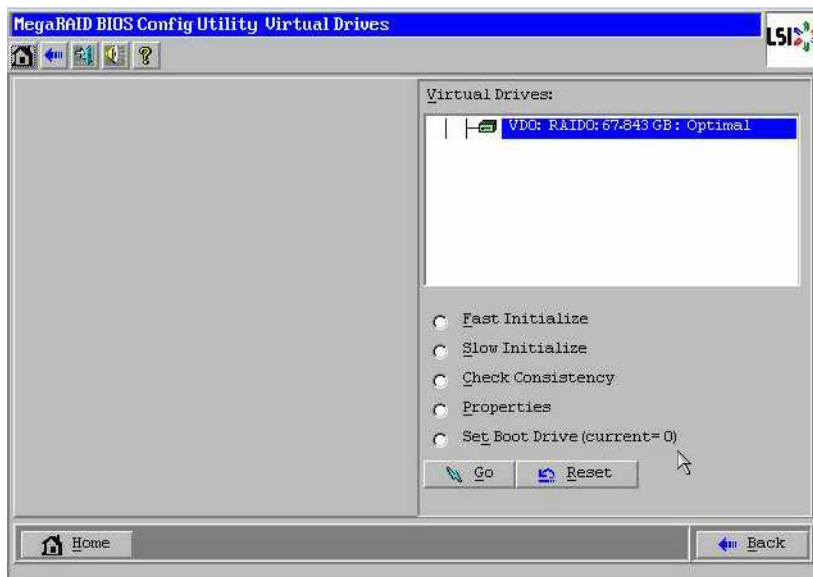 MegaRAID BIOS Config Utility Virtual Drives
LSI
?
Virtual Drives:
VD0: RAID0: 67.843 GB: Optimal
Fast Initialize
Slow Initialize
Check Consistency
Properties
Set Boot Drive (current= 0)
Go
Reset
Home
Back